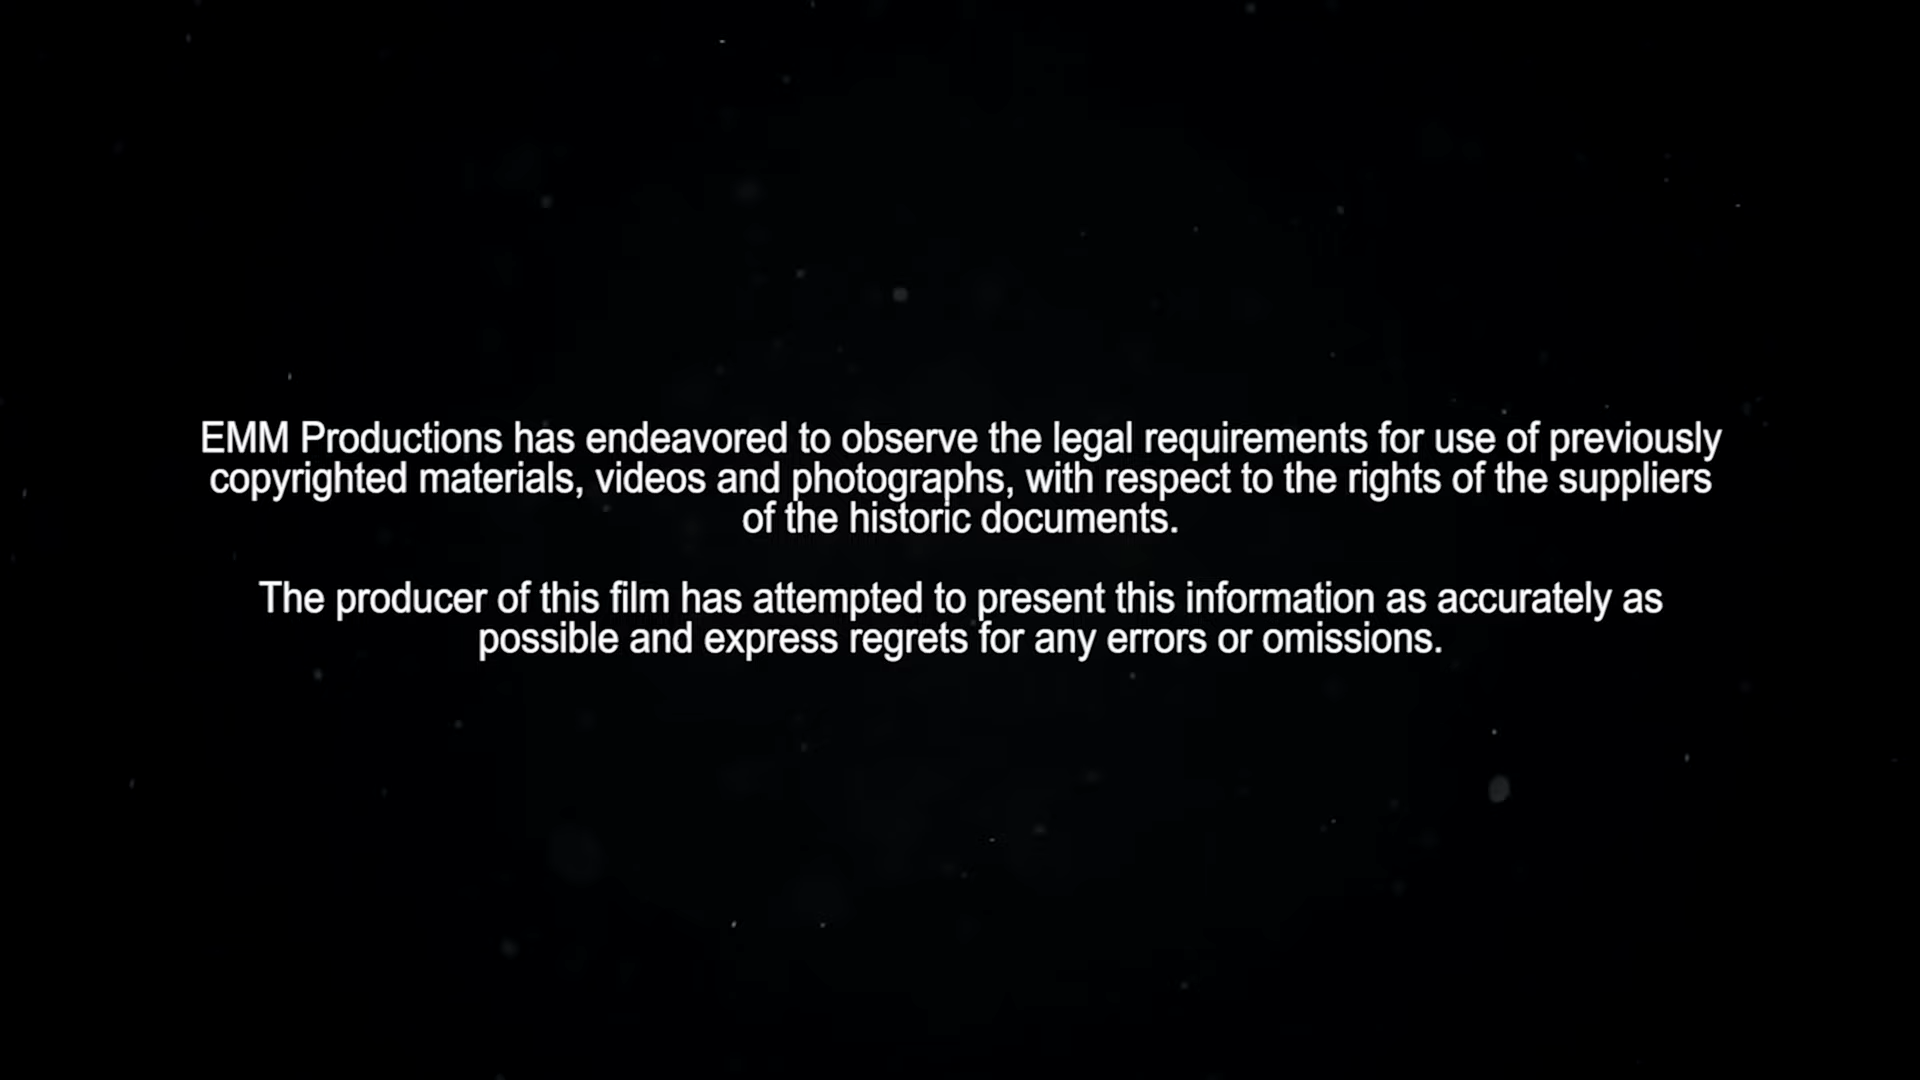 EMM Productions has endeavored to observe the legal requirements for use of previously
copyrighted materials, videos and photographs, with respect to the rights of the suppliers
of the historic documents.
The producer of this film has attempted to present this information as accurately as
possible and express regrets for any errors or omissions.